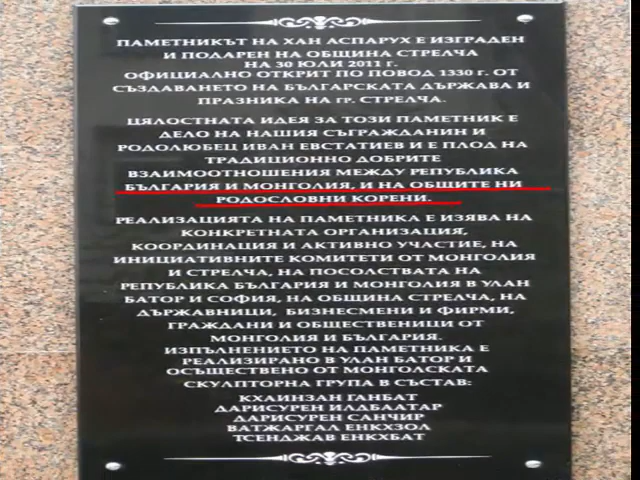 ПАМЕТНИКЪТ НА ХАН АСПАРУХ Е ИЗГРАДЕН
И ПОДАРЕН НА ОБЩИНА СТРЕЛЧА
НА 30 ЮЛИ 2011 г.
ОФИЦИАЛНО ОТКРИТ ПО ПОВОД 1330 г. ОТ
СЪЗДАВАНЕТО НА БЪЛГАРСКАТА ДЪРЖАВА И
ПРАЗНИКА НА гр. СТРЕЛЧА.
ЦЯЛОСТНАТА ИДЕЯ ЗА ТОЗИ ПАМЕТНИК Е
ДЕЛО НА НАШИЯ СЪГРАЖДАНИН И
РОДОЛЮБЕЦ ИВАН ЕВСТАТИЕВ И Е ПЛОД НА
ТРАДИЦИОННО ДОБРИТЕ
ВЗАИМООТНОШЕНИЯ МЕЖДУ РЕПУБЛИКА
БЪЛГАРИЯ И МОНГОЛИЯ, И НА ОБЩИТЕ НИ
РОДОСЛОВНИ КОРЕНИ.
РЕАЛИЗАЦИЯТА НА ПАМЕТНИКА Е ИЗЯВА НА
КОНКРЕТНАТА ОРГАНИЗАЦИЯ,
КООРДИНАЦИЯ И АКТИВНО УЧАСТИЕ, НА
ИНИЦИАТИВНИТЕ КОМИТЕТИ ОТ МОНГОЛИЯ
И СТРЕЛЧА, НА ПОСОЛСТВАТА НА
РЕПУБЛИКА БЪЛГАРИЯ И МОНГОЛИЯ В УЛАН
БАТОР И СОФИЯ, НА ОБЩИНА СТРЕЛЧА, НА
ДЪРЖАВНИЦИ, БИЗНЕСМЕНИ И ФИРМИ,
ГРАЖДАНИ И ОБЩЕСТВЕНИЦИ ОТ
МОНГОЛИЯ И БЪЛГАРИЯ.
ИЗПЪЛНЕНИЕТО НА ПАМЕТНИКА Е
РЕАЛИЗИРАНО В УЛАН БАТОР И
ОСЪЩЕСТВЕНО ОТ МОНГОЛСКАТА
СКУЛПТОРНА ГРУПА В СЪСТАВ:
КХАИНЗАН ГАНБАТ
ДАРИСУРЕН ИЛДБААТАР
ДАРИСУРЕН САНЧИР
ВАТЖАРГАЛ ЕНКХЗОЛ
ТСЕНДЖАВ ЕНКХБАТ